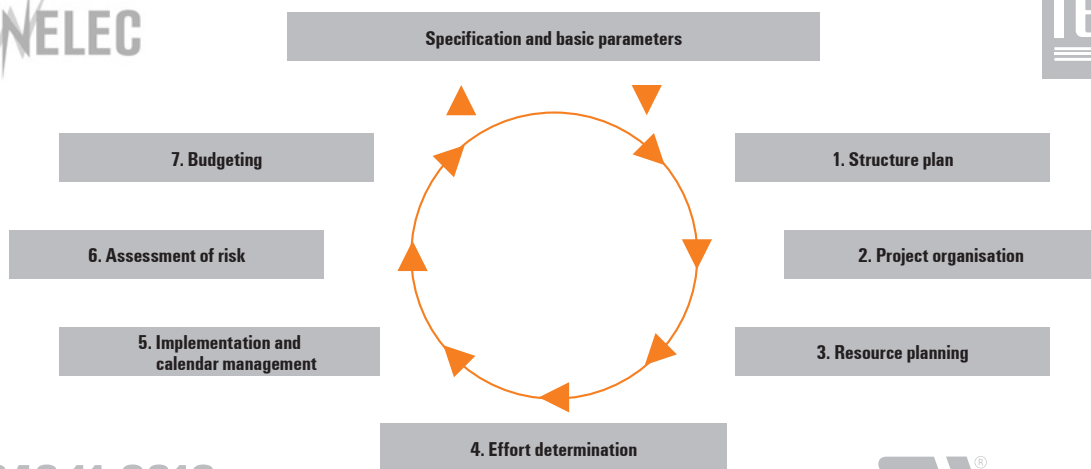 NELEC
Specification and basic parameters
7. Budgeting
1. Structure plan
6. Assessment of risk
2. Project organisation
5. Implementation and
calendar management
3. Resource planning
4. Effort determination
®